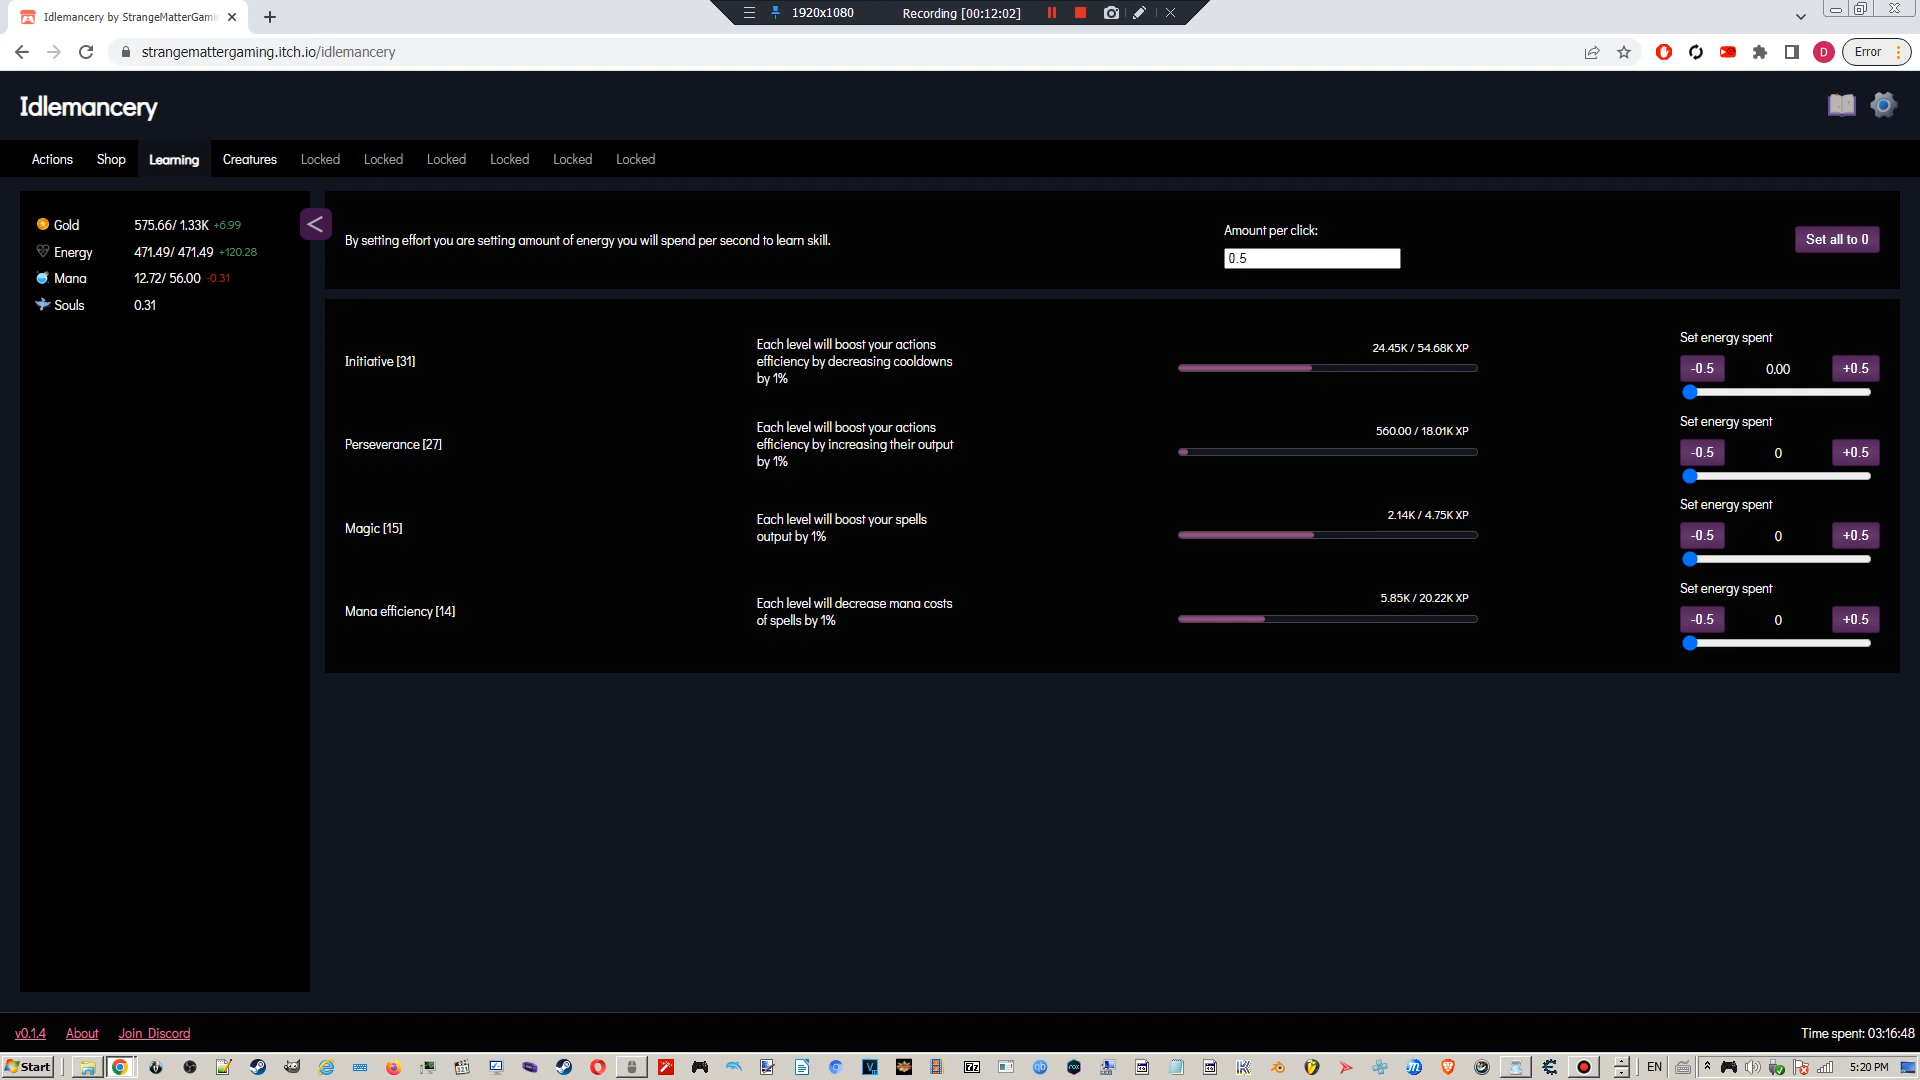 Idlemancery by StrangeMatterGami
1920x1080
Recording [00:12:02]
strangemattergaming.itch.io/idlemancery
D
Error
Idlemancery
Actions
Shop
Learning
Creatures
Locked
Locked
Locked
Locked
Locked
Locked
Gold 575.66/ 1.33K +6.99
Energy 471.49/ 471.49 +120.28
Mana 12.72/ 56.00 -0.31
Souls 0.31
<
By setting effort you are setting amount of energy you will spend per second to learn skill.
Amount per click:
0.5
Set all to 0
Initiative [31]
Each level will boost your actions
efficiency by decreasing cooldowns
by 1%
24.45K / 54.68K XP
Set energy spent
-0.5 0.00 +0.5
Perseverance [27]
Each level will boost your actions
efficiency by increasing their output
by 1%
560.00 / 18.01K XP
Set energy spent
-0.5 0 +0.5
Magic [15]
Each level will boost your spells
output by 1%
2.14K / 4.75K XP
Set energy spent
-0.5 0 +0.5
Mana efficiency [14]
Each level will decrease mana costs
of spells by 1%
5.85K / 20.22K XP
Set energy spent
-0.5 0 +0.5
v0.1.4
About
Join Discord
Time spent: 03:16:48
Start
EN
5:20 PM